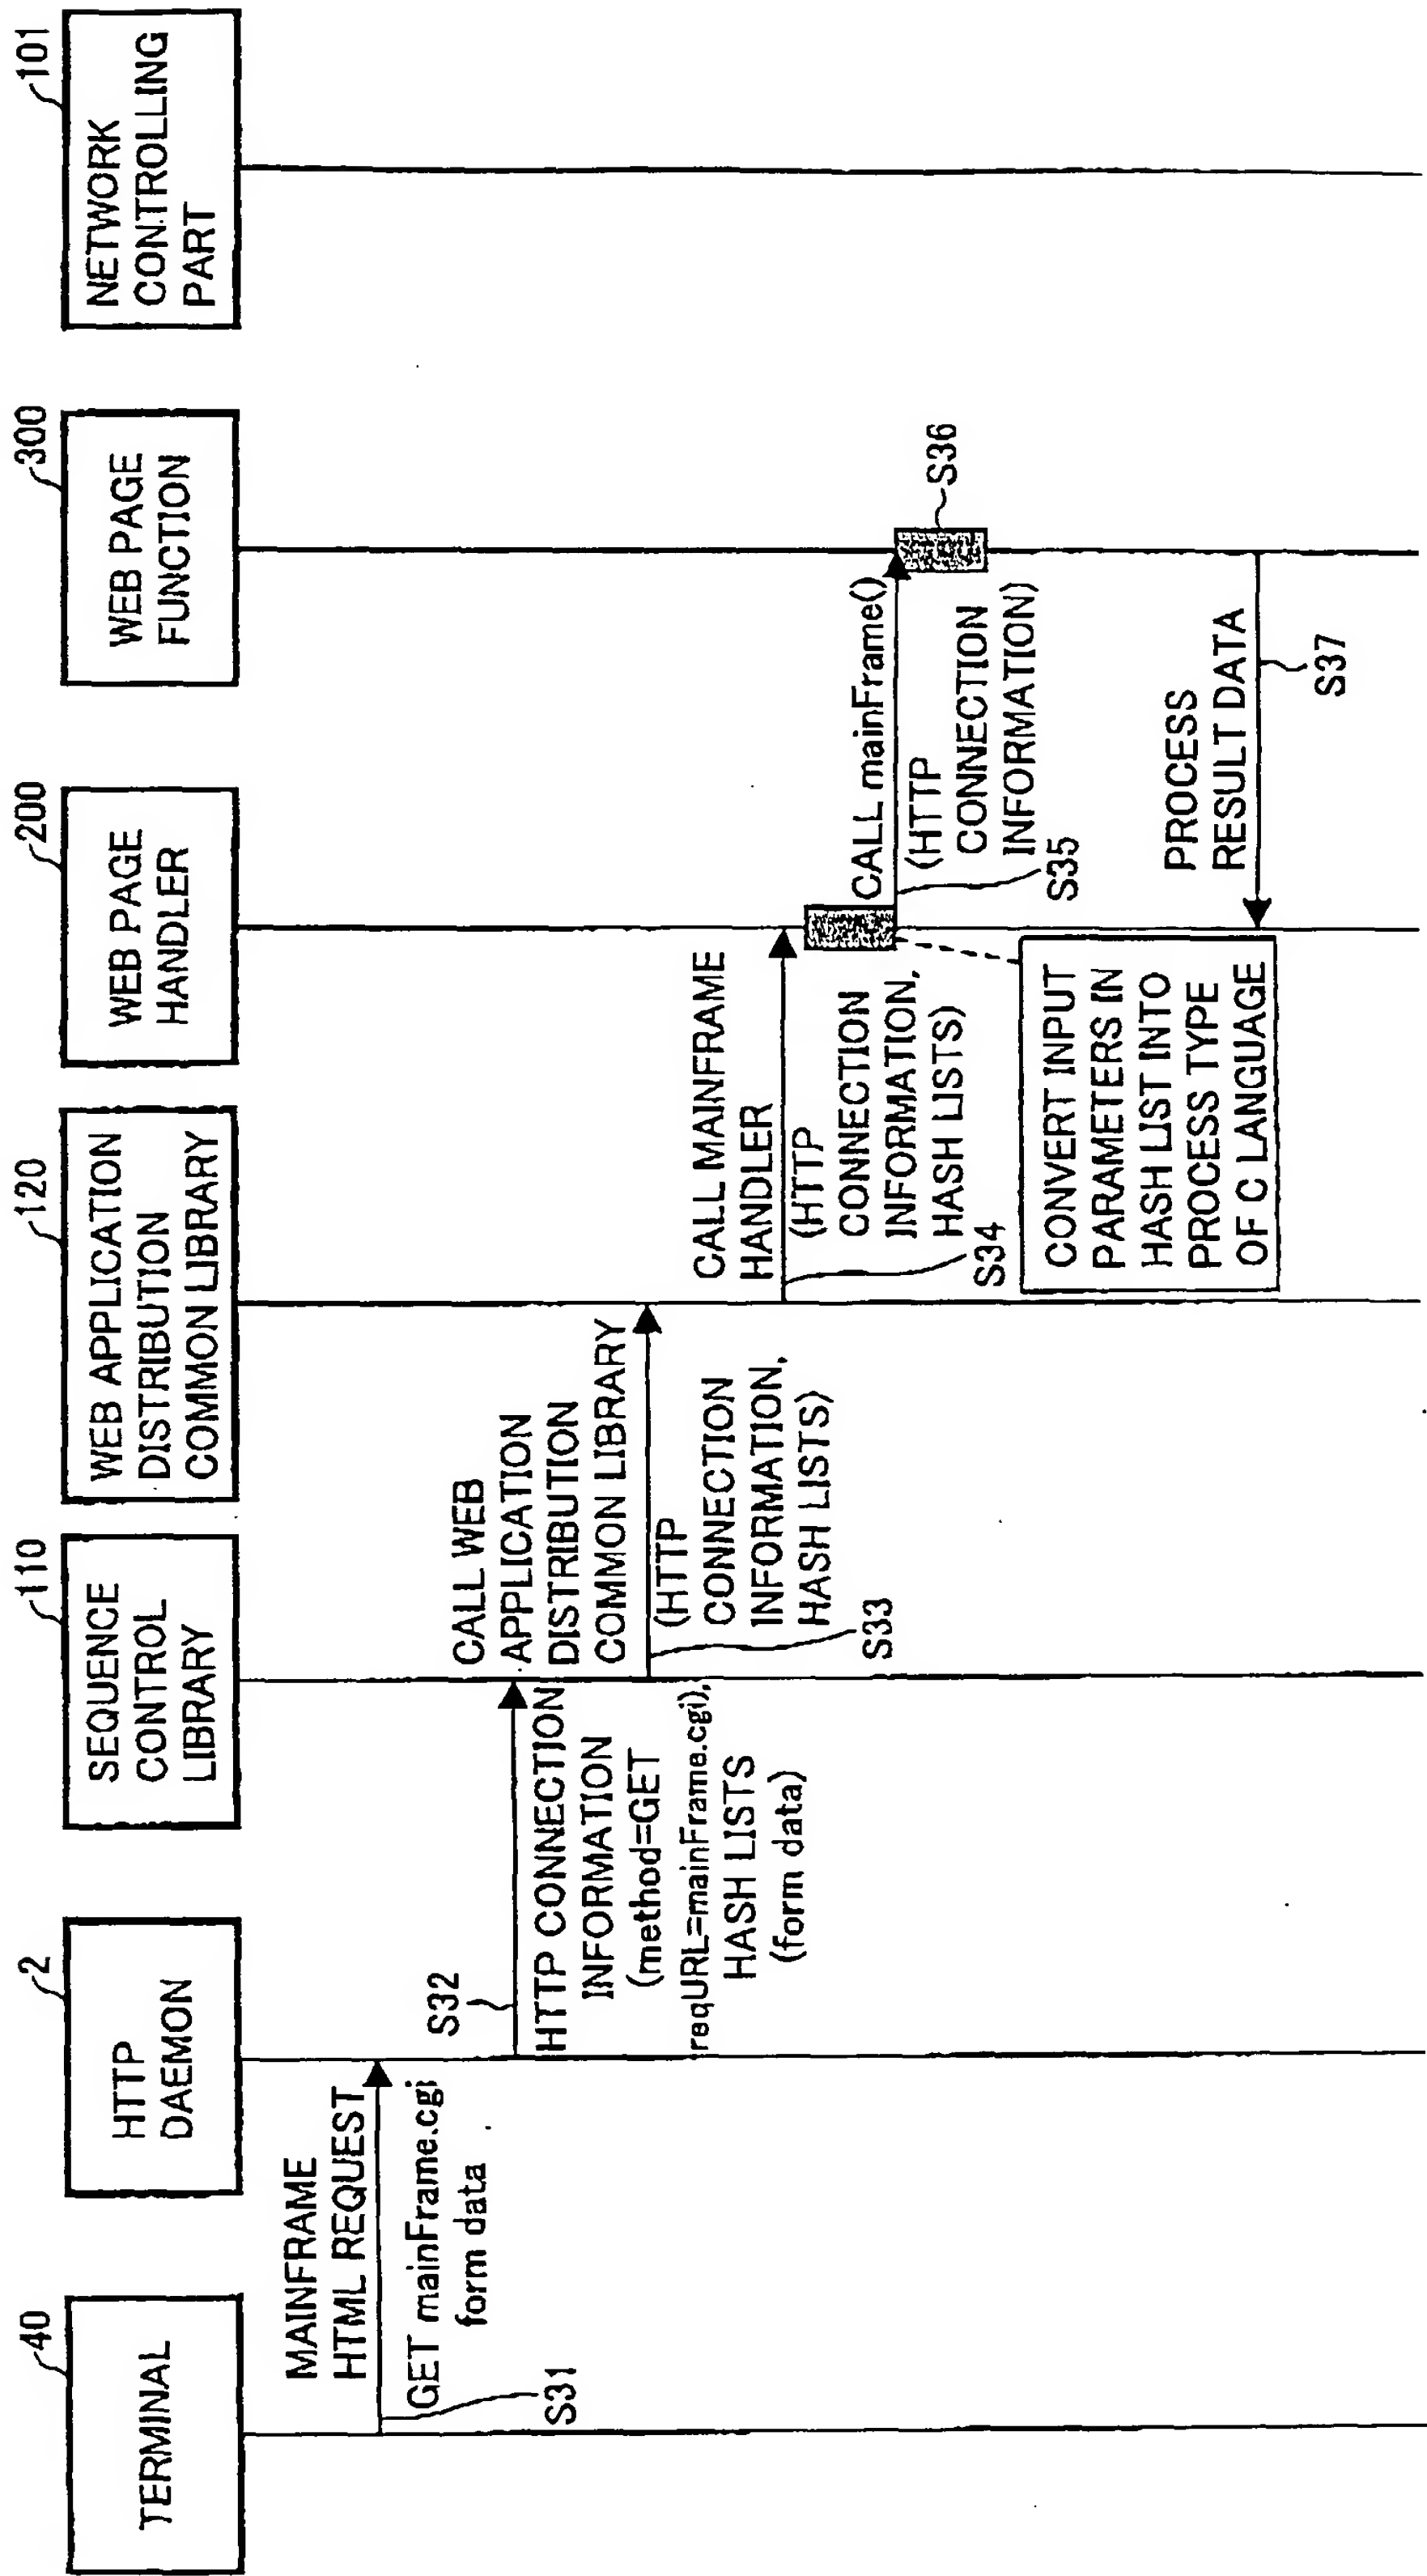 40
TERMINAL
2
HTTP
DAEMON
110
SEQUENCE
CONTROL
LIBRARY
120
WEB APPLICATION
DISTRIBUTION
COMMON LIBRARY
200
WEB PAGE
HANDLER
300
WEB PAGE
FUNCTION
101
NETWORK
CONTROLLING
PART
MAINFRAME
HTML REQUEST
GET mainFrame.cgi
form data
S31
S32
HTTP CONNECTION
INFORMATION
(method=GET
reqURL=mainFrame.cgi),
HASH LISTS
(form data)
CALL WEB
APPLICATION
DISTRIBUTION
COMMON LIBRARY
(HTTP
CONNECTION
INFORMATION,
HASH LISTS)
S33
CALL MAINFRAME
HANDLER
(HTTP
CONNECTION
INFORMATION,
HASH LISTS)
S34
CONVERT INPUT
PARAMETERS IN
HASH LIST INTO
PROCESS TYPE
OF C LANGUAGE
CALL mainFrame()
(HTTP
CONNECTION
INFORMATION)
S35
S36
PROCESS
RESULT DATA
S37